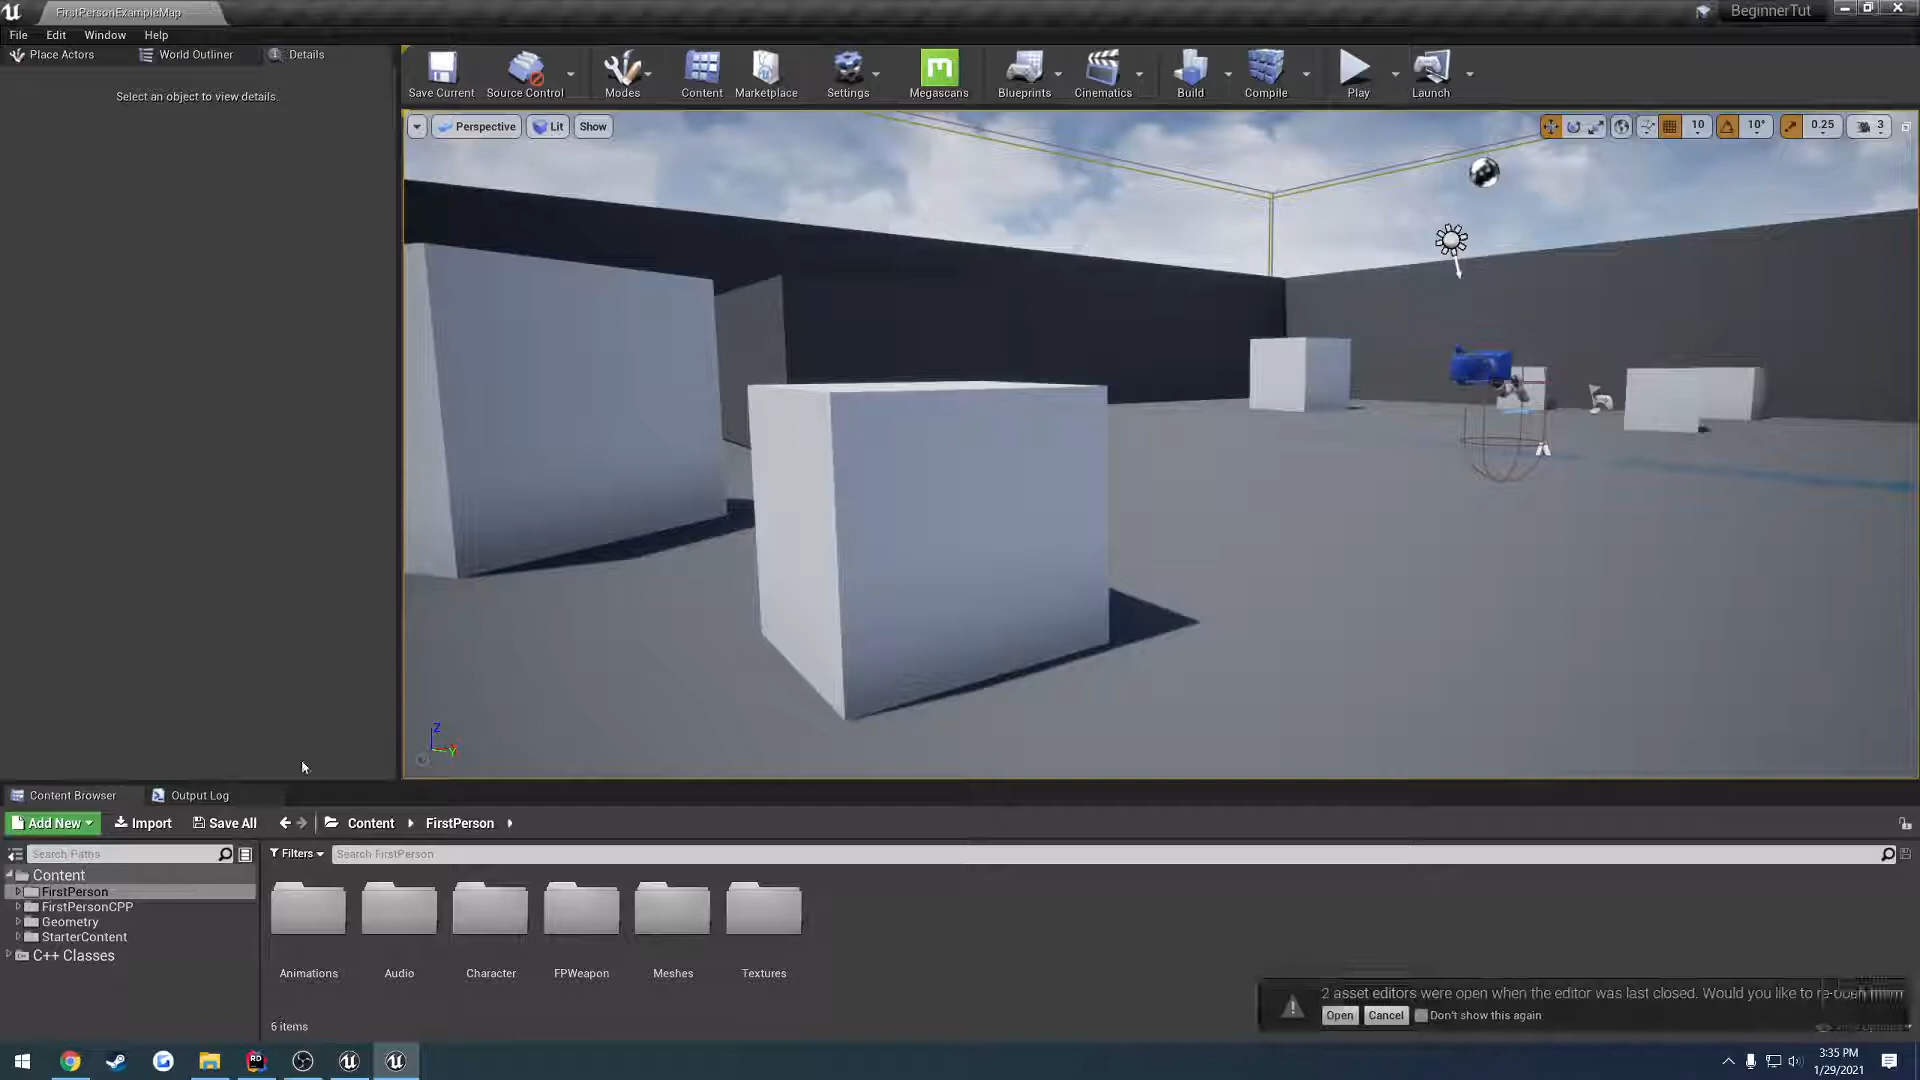 FirstPersonExampleMap
BeginnerTut
File Edit Window Help
Place Actors World Outliner Details
Select an object to view details.
Save Current Source Control Modes Content Marketplace Settings Megascans Blueprints Cinematics Build Compile Play Launch
Perspective Lit Show
10 10° 0.25 3
Z
Y
Content Browser Output Log
Add New Import Save All Content FirstPerson
Search Paths
Filters Search FirstPerson
Content
FirstPerson
FirstPersonCPP
Geometry
StarterContent
C++ Classes
Animations Audio Character FPWeapon Meshes Textures
2 asset editors were open when the editor was last closed. Would you like to re-open
Open Cancel Don't show this again
6 items
3:35 PM
1/29/2021